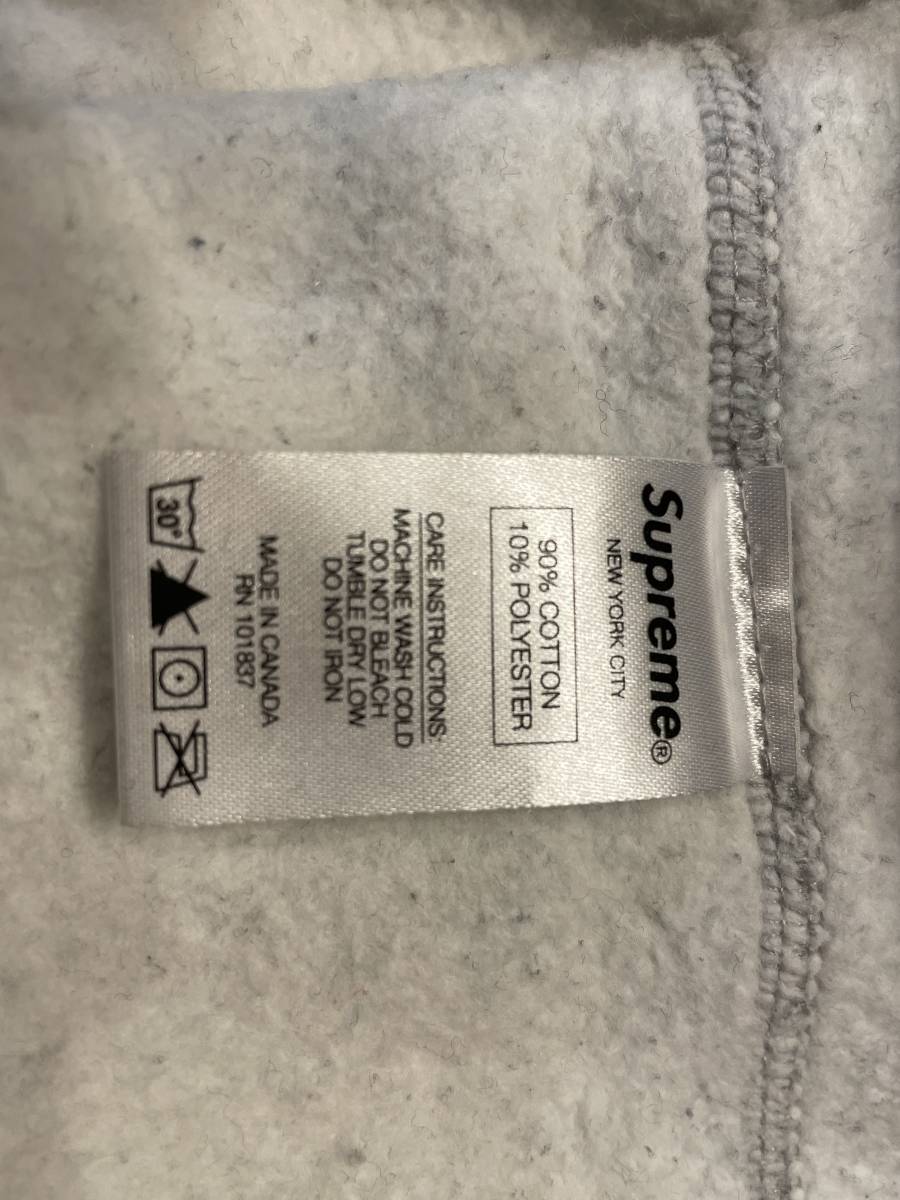 Supreme®
NEW YORK CITY
90% COTTON
10% POLYESTER
CARE INSTRUCTIONS:
MACHINE WASH COLD
DO NOT BLEACH
TUMBLE DRY LOW
DO NOT IRON
MADE IN CANADA
RN 101837
30°